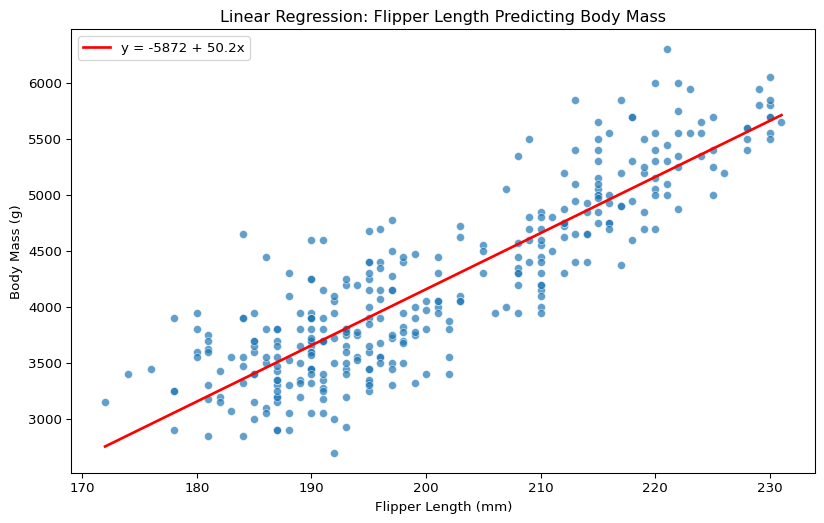 Linear Regression: Flipper Length Predicting Body Mass
y = -5872 + 50.2x
Body Mass (g)
6000
5500
5000
4500
4000
3500
3000
170 180 190 200 210 220 230
Flipper Length (mm)